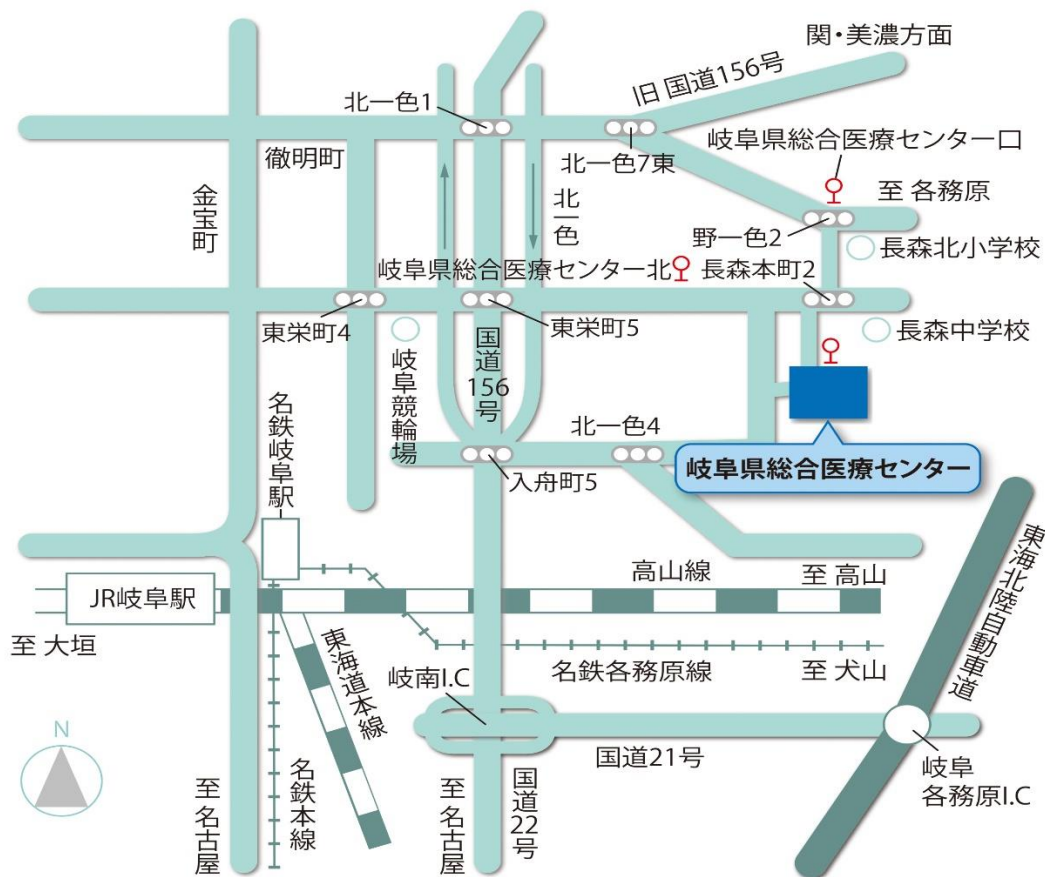 関・美濃方面
旧 国道156号
北一色1
岐阜県総合医療センター口
徹明町
北一色7東
至 各務原
金宝町
北一色
野一色2
長森北小学校
岐阜県総合医療センター北
長森本町2
東栄町4
東栄町5
長森中学校
国道
156号
岐阜競輪場
名鉄岐阜駅
北一色4
岐阜県総合医療センター
入舟町5
東海北陸自動車道
高山線
至 高山
JR岐阜駅
至 大垣
東海道本線
名鉄各務原線
至 犬山
岐南I.C
N
国道21号
岐阜
各務原I.C
至 名古屋
名鉄本線
至 名古屋
国道22号